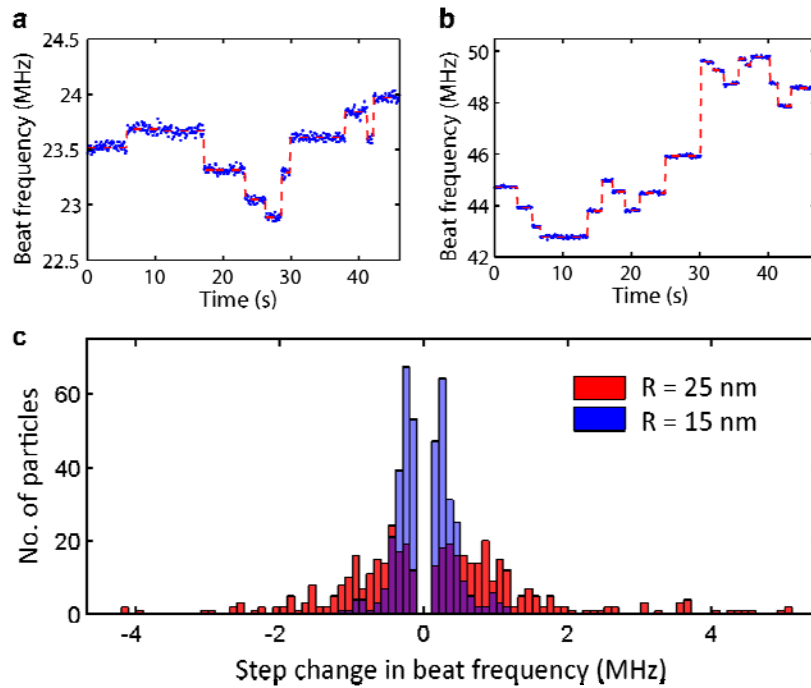 a
24.5
24
23.5
23
22.5
Beat frequency (MHz)
0 10 20 30 40
Time (s)
b
50
48
46
44
42
Beat frequency (MHz)
0 10 20 30 40
Time (s)
c
60
40
20
0
No. of particles
R = 25 nm
R = 15 nm
-4 -2 0 2 4
Step change in beat frequency (MHz)